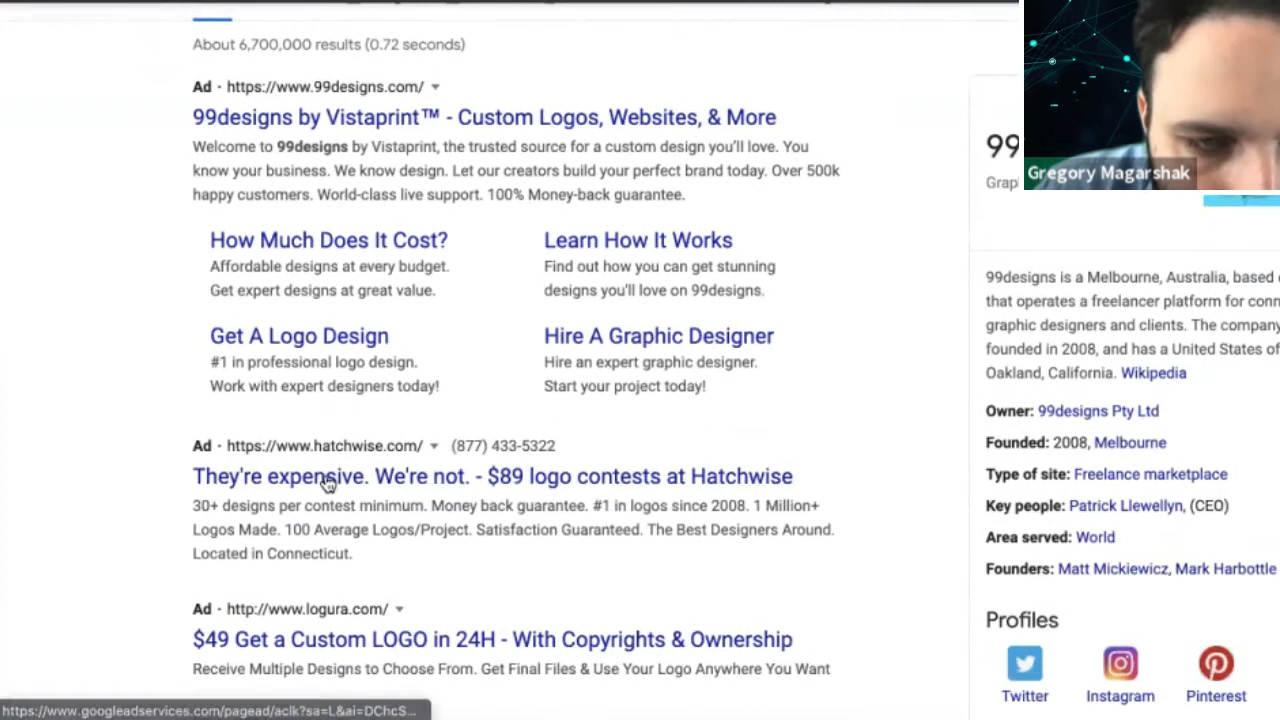 About 6,700,000 results (0.72 seconds)
Ad · https://www.99designs.com/
99designs by Vistaprint™ - Custom Logos, Websites, & More
Welcome to 99designs by Vistaprint, the trusted source for a custom design you'll love. You
know your business. We know design. Let our creators build your perfect brand today. Over 500k
happy customers. World-class live support. 100% Money-back guarantee.
How Much Does It Cost?
Affordable designs at every budget.
Get expert designs at great value.
Learn How It Works
Find out how you can get stunning
designs you'll love on 99designs.
Get A Logo Design
#1 in professional logo design.
Work with expert designers today!
Hire A Graphic Designer
Hire an expert graphic designer.
Start your project today!
Ad · https://www.hatchwise.com/ (877) 433-5322
They're expensive. We're not. - $89 logo contests at Hatchwise
30+ designs per contest minimum. Money back guarantee. #1 in logos since 2008. 1 Million+
Logos Made. 100 Average Logos/Project. Satisfaction Guaranteed. The Best Designers Around.
Located in Connecticut.
Ad · http://www.logura.com/
$49 Get a Custom LOGO in 24H - With Copyrights & Ownership
Receive Multiple Designs to Choose From. Get Final Files & Use Your Logo Anywhere You Want
https://www.googleadservices.com/pagead/aclk?sa=L&ai=DChcS...
Gregory Magarshak
99
99designs is a Melbourne, Australia, based
that operates a freelancer platform for
graphic designers and clients. The company
founded in 2008, and has a United States of
Oakland, California. Wikipedia
Owner: 99designs Pty Ltd
Founded: 2008, Melbourne
Type of site: Freelance marketplace
Key people: Patrick Llewellyn, (CEO)
Area served: World
Founders: Matt Mickiewicz, Mark Harbottle
Profiles
Twitter
Instagram
Pinterest